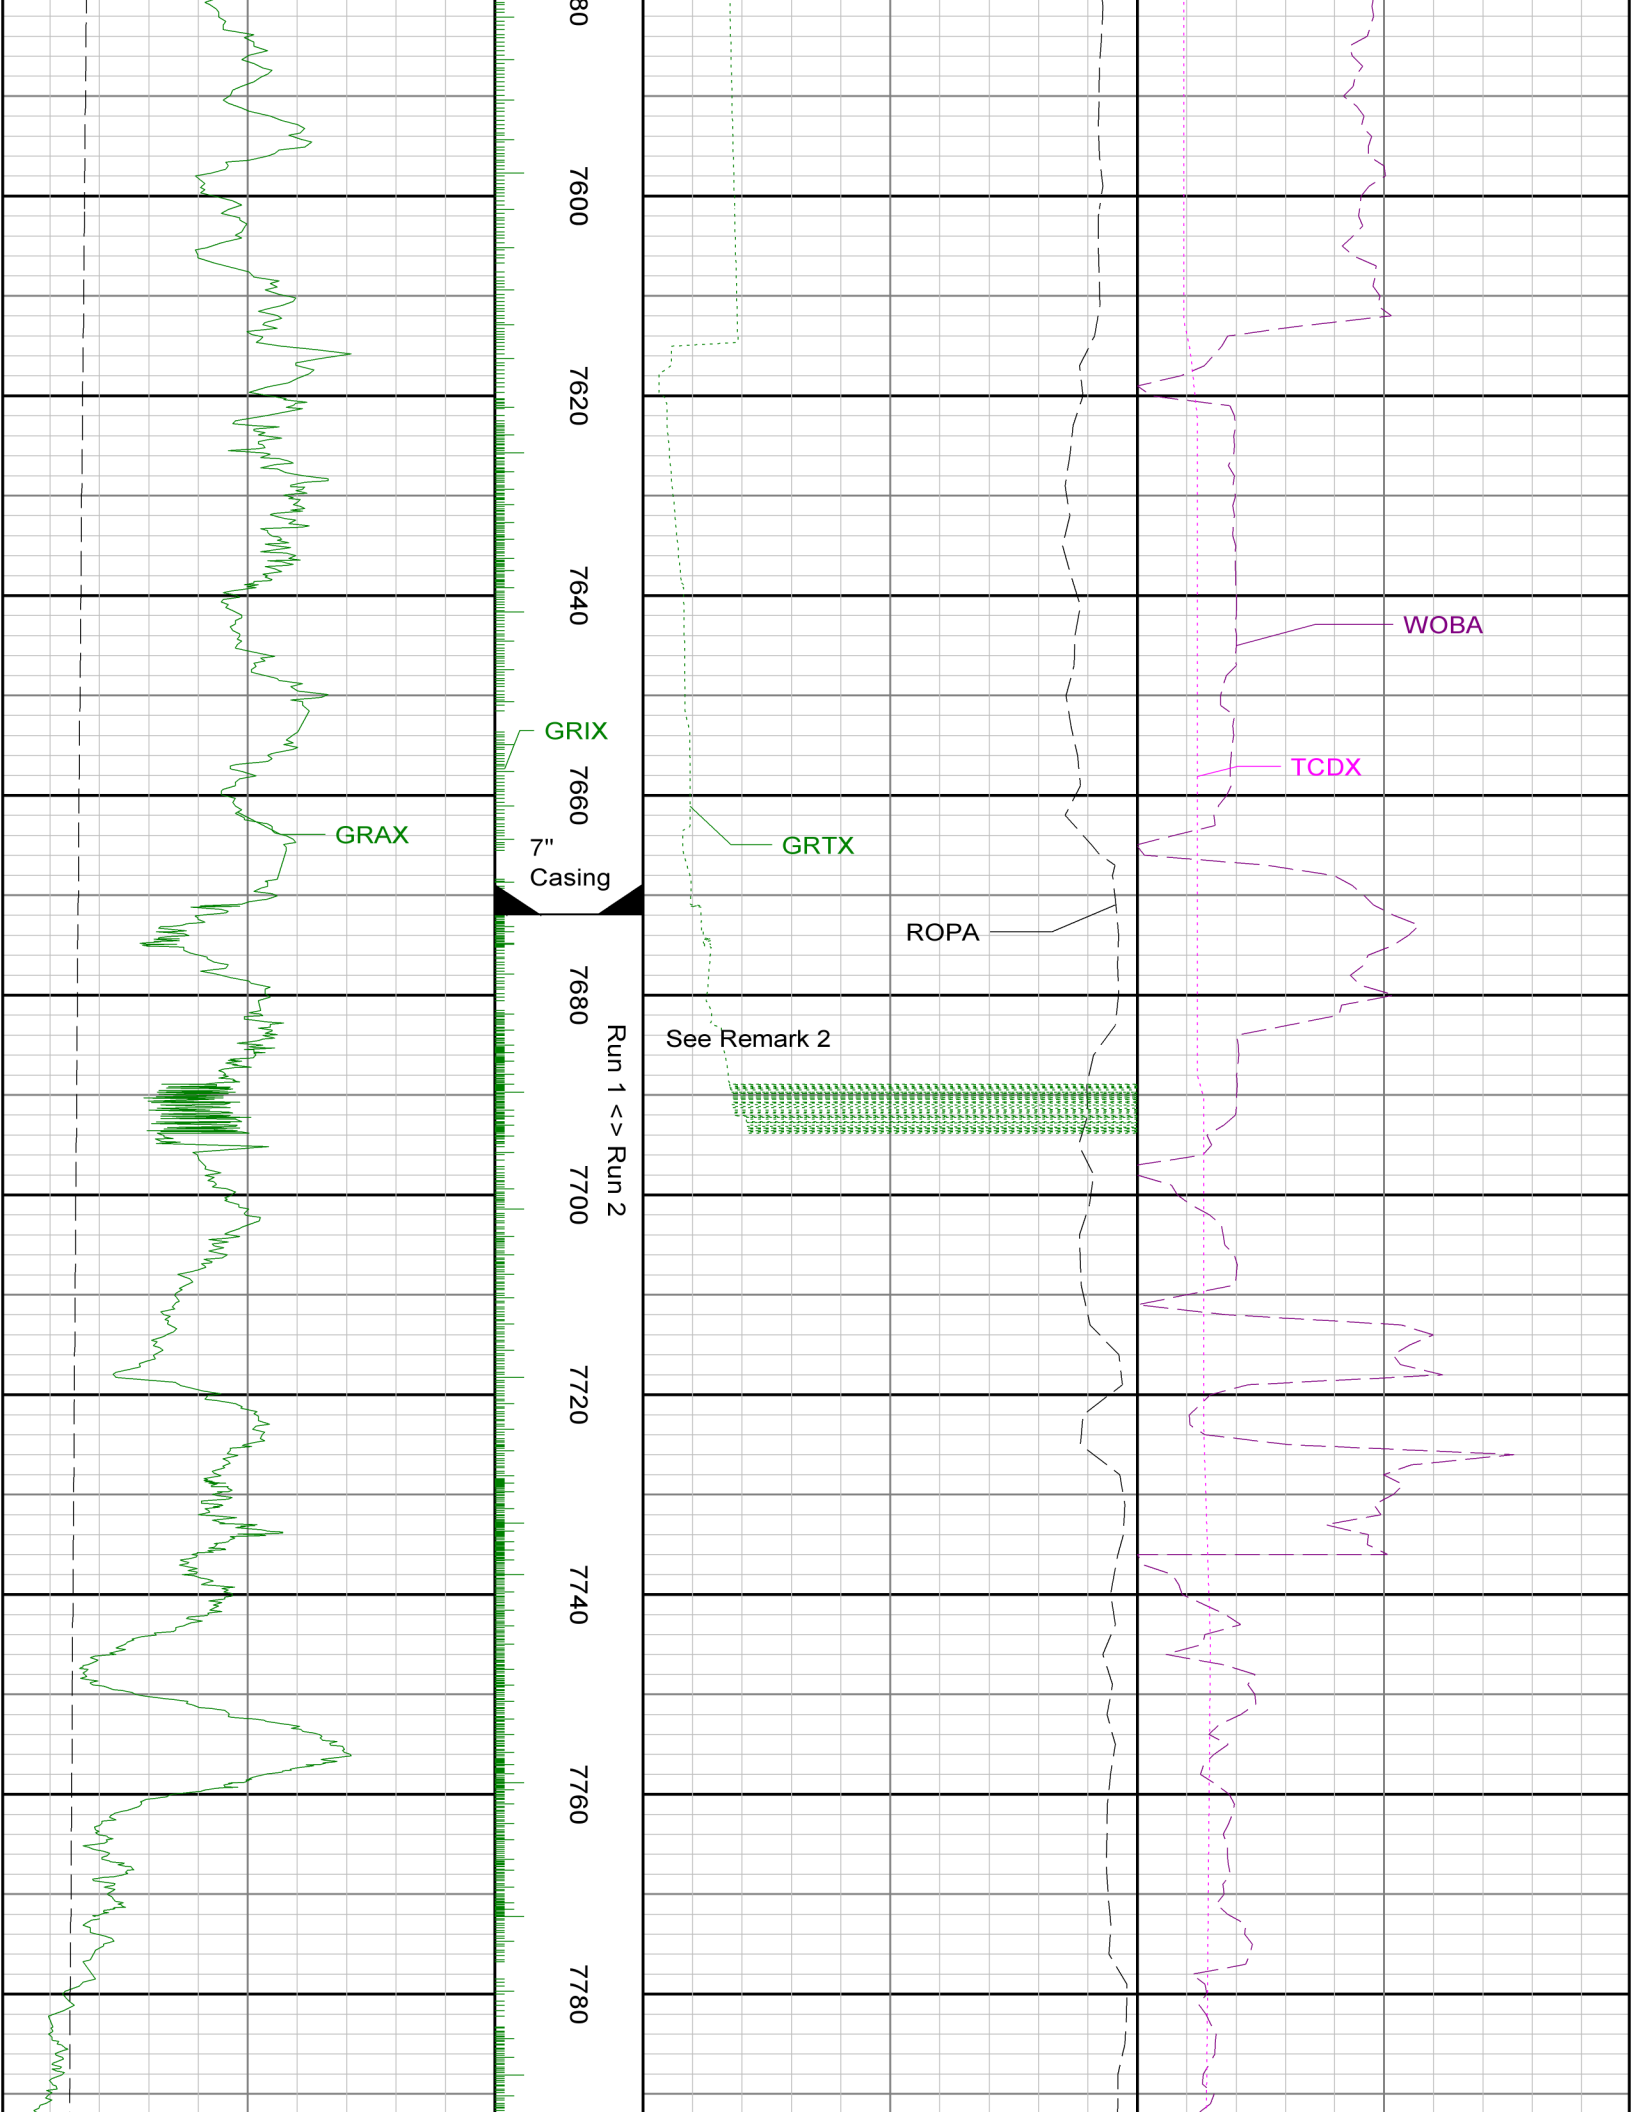 80
7600
7620
WOBA
7640
GRIX
TCDX
7660
GRAX
7"
Casing
GRTX
ROPA
7680
See Remark 2
Run 1 <> Run 2
7700
7720
7740
7760
7780